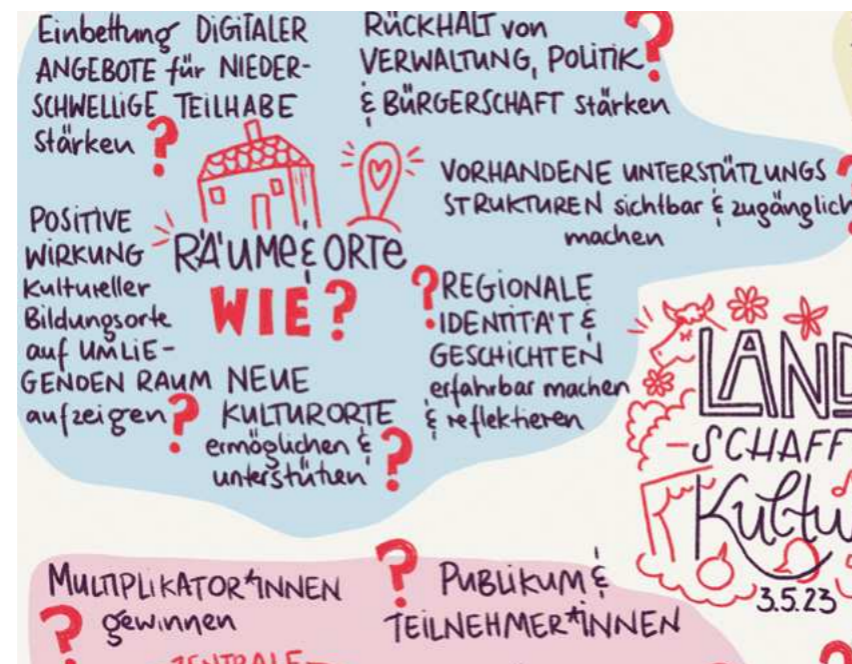 Einbettung DiGiTALER
ANGEBOTE für NIEDER-
SCHWELLIGE TEILHABE
stärken ?
RÜCKHALT von
VERWALTUNG, POLITIK ?
& BÜRGERSCHAFT stärken
VORHANDENE UNTERSTÜTZUNGS ?
STRUKTUREN sichtbar & zugänglich
machen
RÄUME & ORTE
WIE?
POSITIVE
WIRKUNG
Kultureller
Bildungsorte
auf UMLIE-
GENDEN RAUM
aufzeigen ?
NEUE
KULTURORTE
ermöglichen &
unterstützen ?
? REGIONALE
IDENTITÄT &
GESCHICHTEN
erfahrbar machen
& reflektieren
LAND
SCHAFF
Kultu
3.5.23
MULTIPLIKATOR*INNEN
? gewinnen
? PUBLIKUM &
TEILNEHMER*INNEN
ZENTRALE